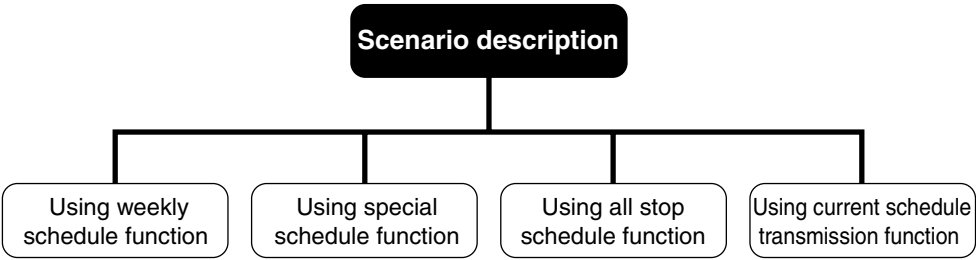 Scenario description
Using weekly
schedule function
Using special
schedule function
Using all stop
schedule function
Using current schedule
transmission function